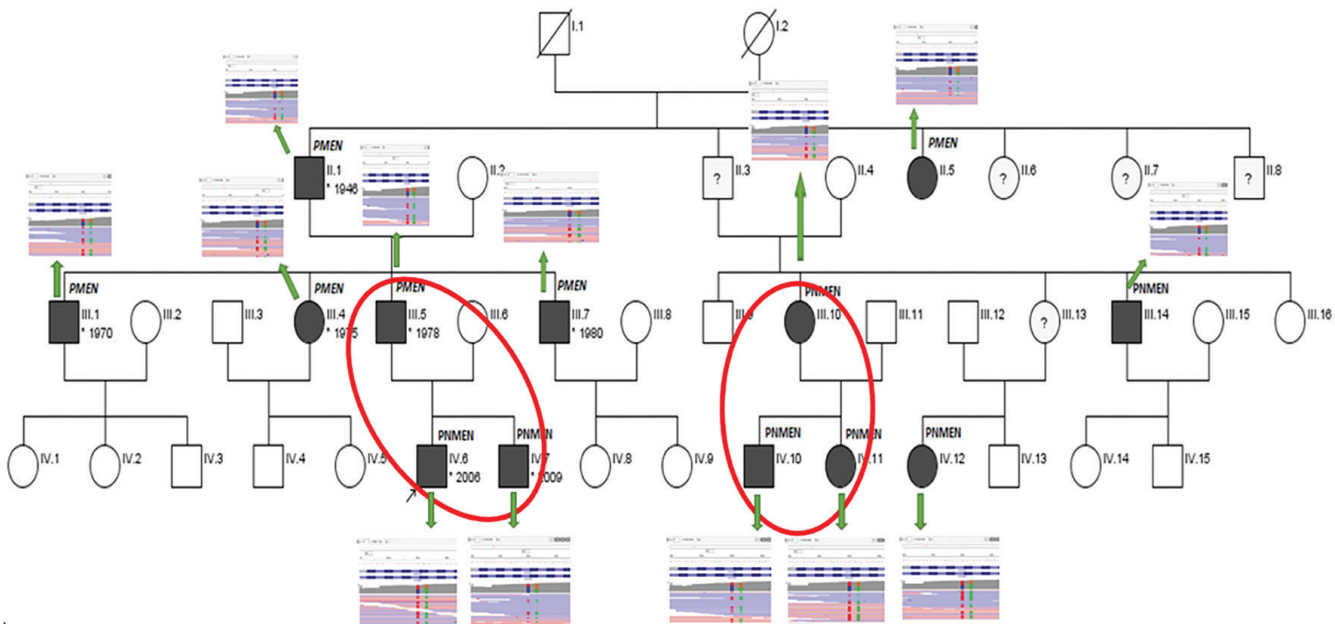 I.1
I.2
PMEN
II.1
* 1946
II.2
?
II.3
II.4
PMEN
II.5
?
II.6
?
II.7
?
II.8
PMEN
III.1
* 1970
III.2
III.3
PMEN
III.4
* 1975
PMEN
III.5
* 1978
III.6
PMEN
III.7
* 1980
III.8
III.9
PNMEN
III.10
III.11
III.12
?
III.13
PNMEN
III.14
III.15
III.16
IV.1
IV.2
IV.3
IV.4
IV.5
PNMEN
IV.6
* 2006
PNMEN
IV.7
* 2009
IV.8
IV.9
PNMEN
IV.10
PNMEN
IV.11
PNMEN
IV.12
IV.13
IV.14
IV.15